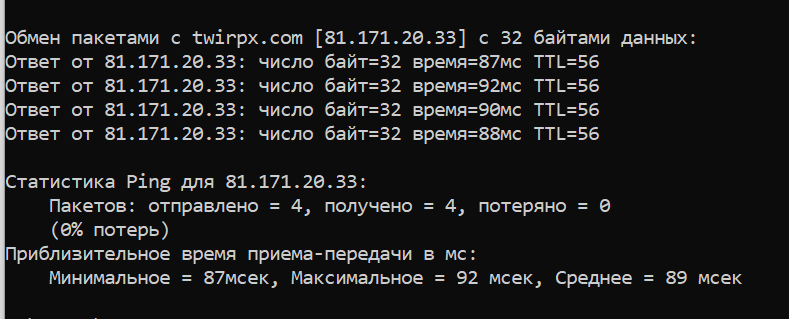 Обмен пакетами с twirpx.com [81.171.20.33] с 32 байтами данных:
Ответ от 81.171.20.33: число байт=32 время=87мс TTL=56
Ответ от 81.171.20.33: число байт=32 время=92мс TTL=56
Ответ от 81.171.20.33: число байт=32 время=90мс TTL=56
Ответ от 81.171.20.33: число байт=32 время=88мс TTL=56
Статистика Ping для 81.171.20.33:
Пакетов: отправлено = 4, получено = 4, потеряно = 0
(0% потерь)
Приблизительное время приема-передачи в мс:
Минимальное = 87мсек, Максимальное = 92 мсек, Среднее = 89 мсек